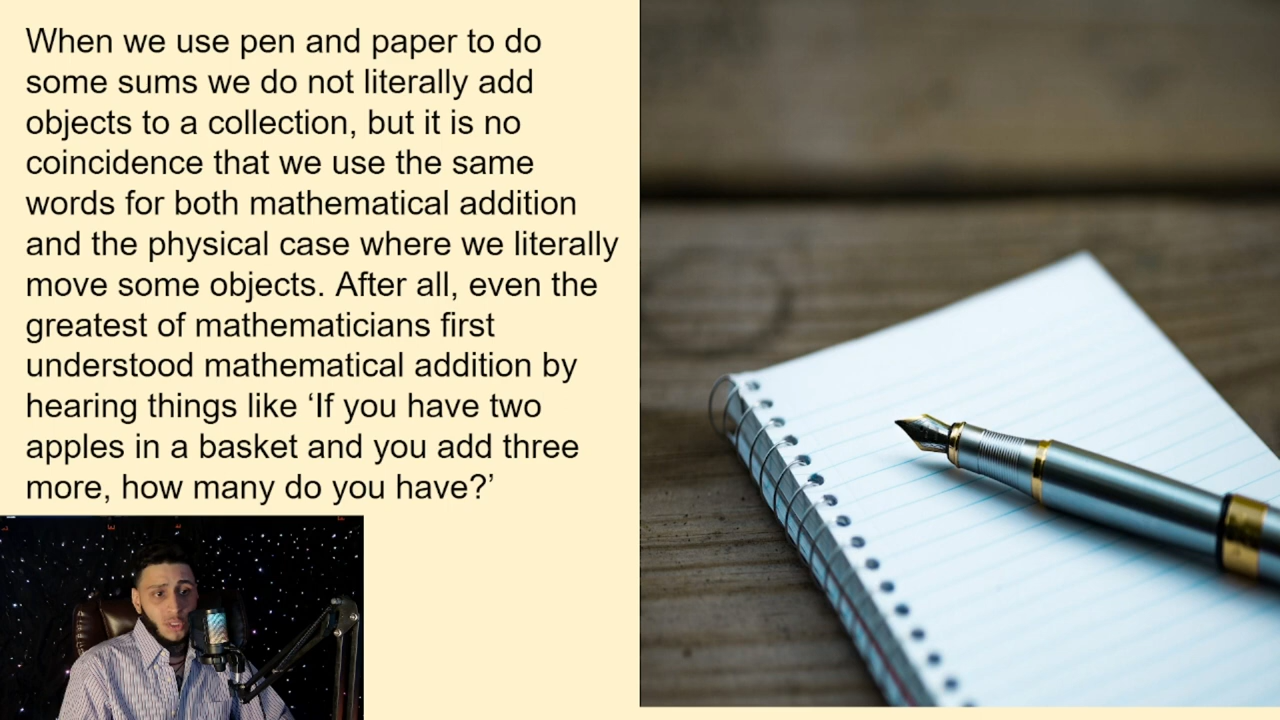 When we use pen and paper to do
some sums we do not literally add
objects to a collection, but it is no
coincidence that we use the same
words for both mathematical addition
and the physical case where we literally
move some objects. After all, even the
greatest of mathematicians first
understood mathematical addition by
hearing things like ‘If you have two
apples in a basket and you add three
more, how many do you have?’